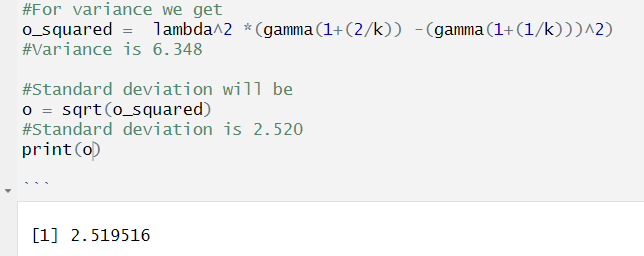 #For variance we get
o_squared =  lambda^2 *(gamma(1+(2/k)) -(gamma(1+(1/k)))^2)
#Variance is 6.348
#Standard deviation will be
o = sqrt(o_squared)
#Standard deviation is 2.520
print(o)
```
[1] 2.519516